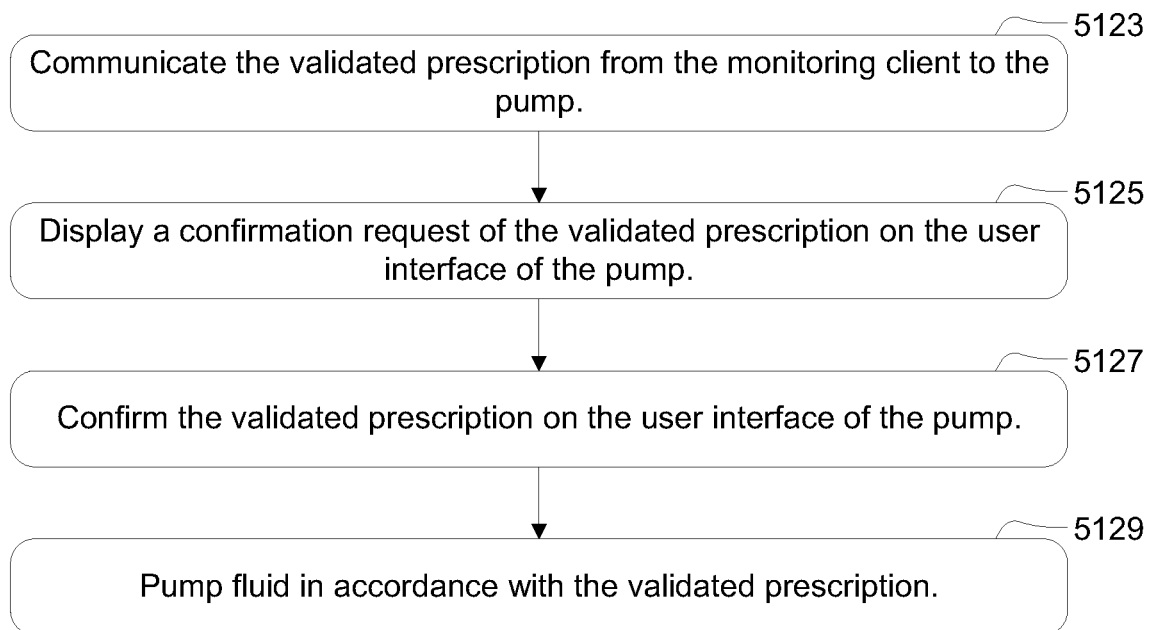 5123
Communicate the validated prescription from the monitoring client to the
pump.
5125
Display a confirmation request of the validated prescription on the user
interface of the pump.
5127
Confirm the validated prescription on the user interface of the pump.
5129
Pump fluid in accordance with the validated prescription.